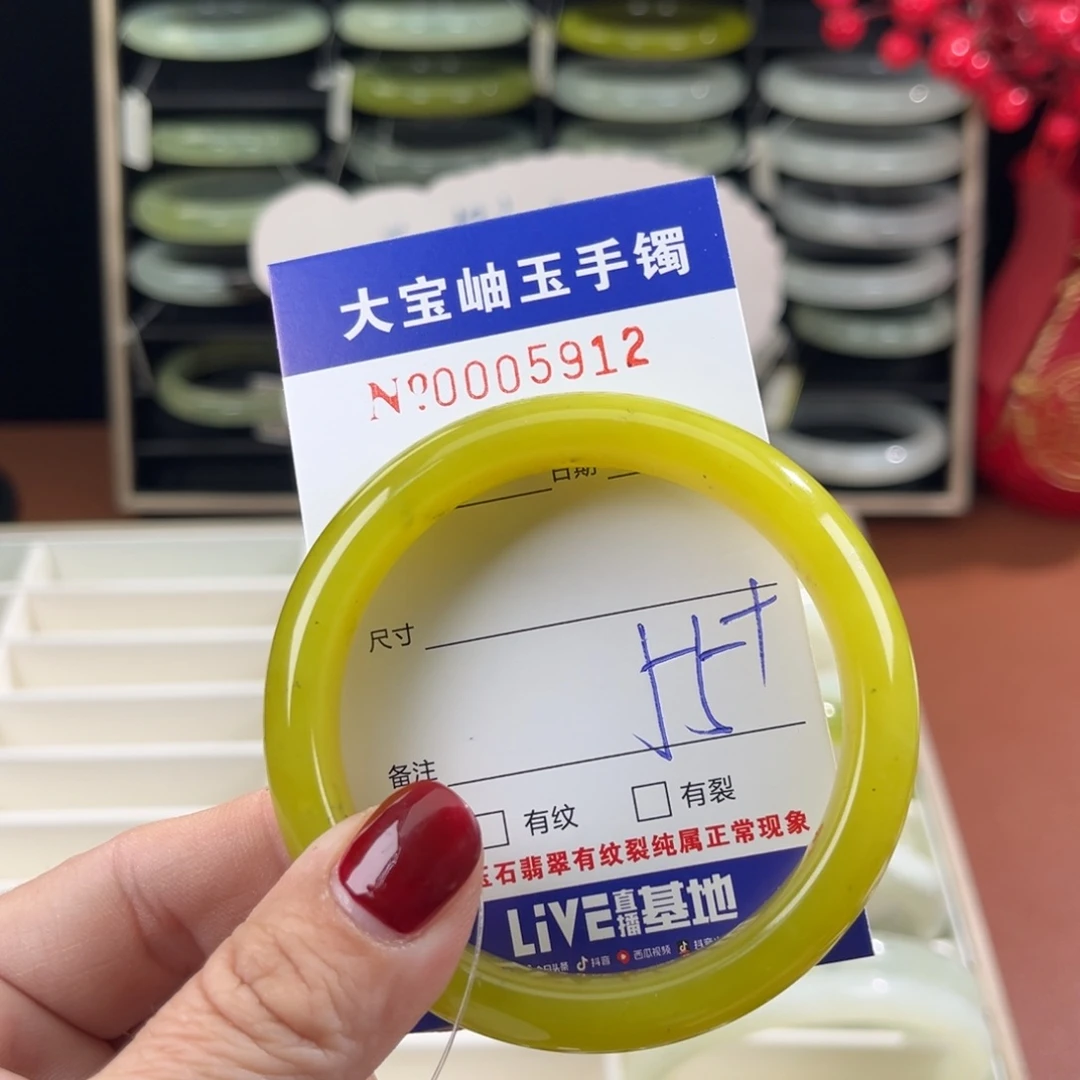 大宝岫玉手镯
Nº0005912
日期
尺寸
备注
有纹 有裂
玉石翡翠有纹裂纯属正常现象
LiVE直播基地
抖音 西瓜视频